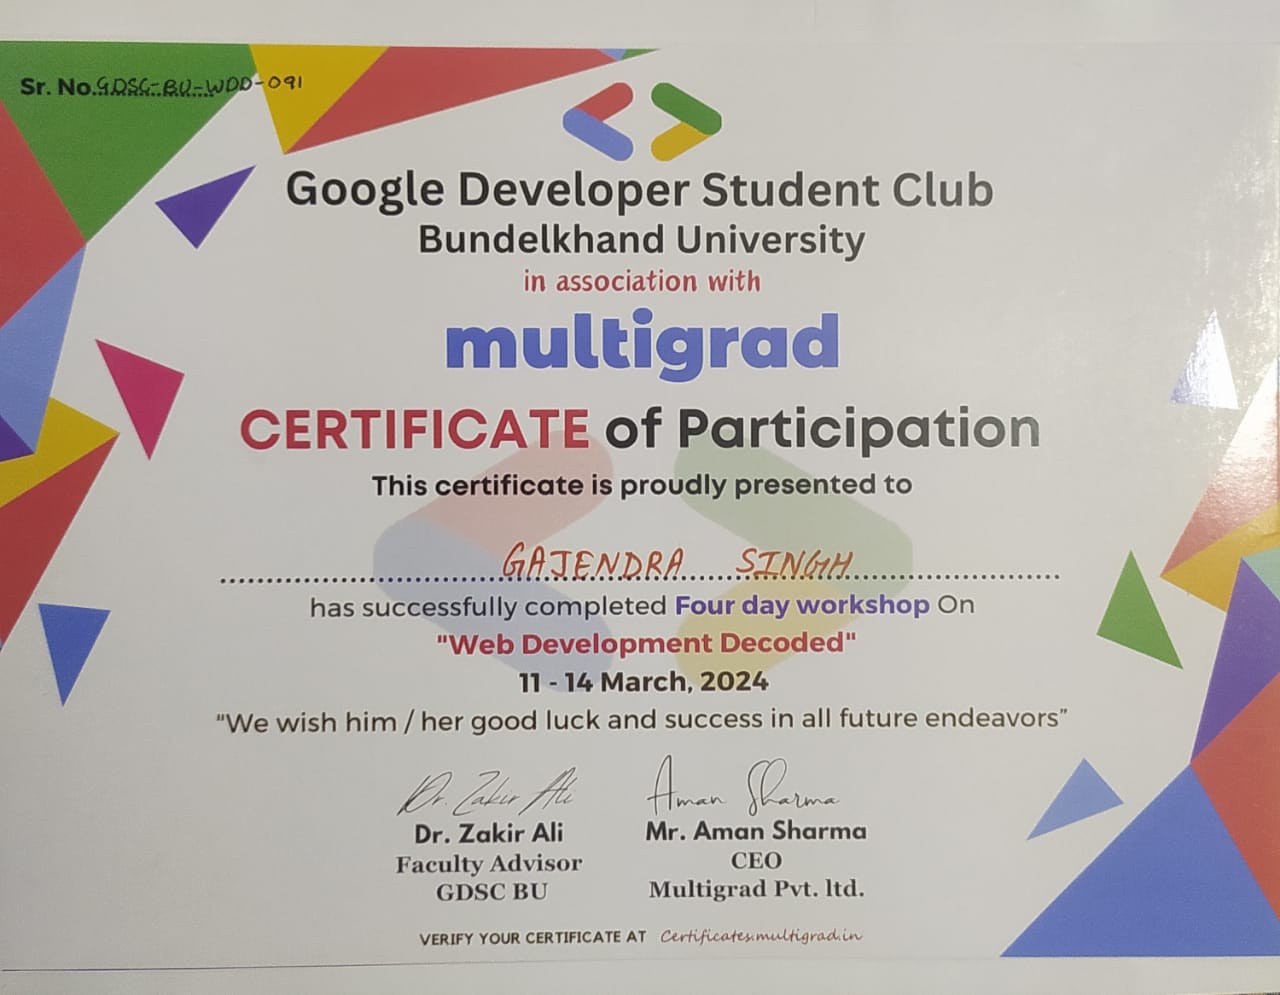 Sr. No.GDSC-BU-WDD-091
Google Developer Student Club
Bundelkhand University
in association with
multigrad
CERTIFICATE of Participation
This certificate is proudly presented to
GAJENDRA SINGH
has successfully completed Four day workshop On
"Web Development Decoded"
11 - 14 March, 2024
"We wish him / her good luck and success in all future endeavors"
Dr. Zakir Ali Aman Sharma
Dr. Zakir Ali Mr. Aman Sharma
Faculty Advisor CEO
GDSC BU Multigrad Pvt. ltd.
VERIFY YOUR CERTIFICATE AT Certificates.multigrad.in